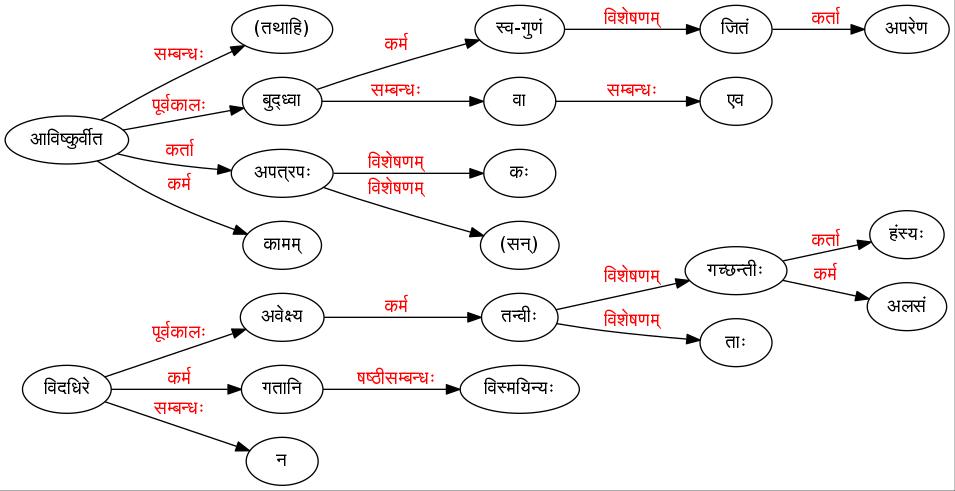 (तथाहि) स्व-गुणं विशेषणम् जितं कर्ता अपरेण
सम्बन्धः कर्म
बुद्ध्वा सम्बन्धः वा सम्बन्धः एव
पूर्वकालः
आविष्कुर्वीत
कर्ता अपत्रपः विशेषणम् कः
कर्म विशेषणम्
कामम् (सन्) हंस्यः
कर्ता
विशेषणम् गच्छन्तीः कर्म
अवेक्ष्य कर्म तन्वीः अलसं
पूर्वकालः विशेषणम् ताः
विदधिरे कर्म गतानि षष्ठीसम्बन्धः विस्मयिन्यः
सम्बन्धः
न